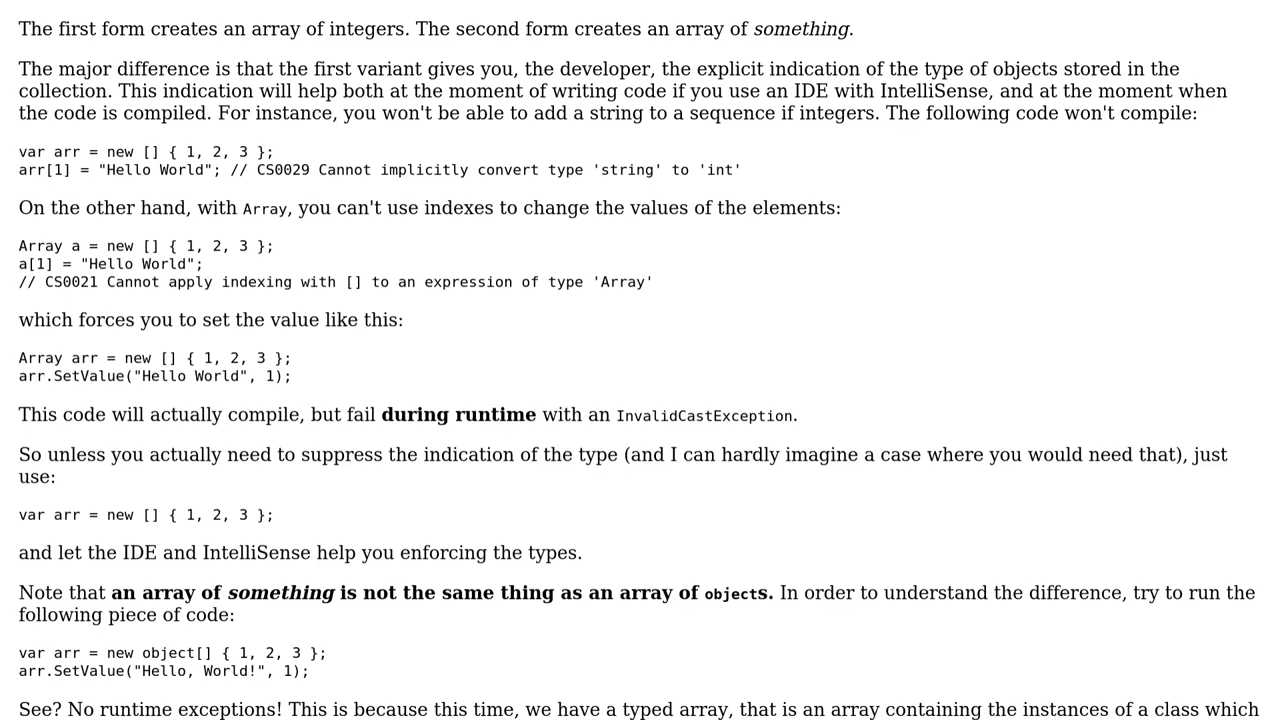 The first form creates an array of integers. The second form creates an array of something.
The major difference is that the first variant gives you, the developer, the explicit indication of the type of objects stored in the
collection. This indication will help both at the moment of writing code if you use an IDE with IntelliSense, and at the moment when
the code is compiled. For instance, you won't be able to add a string to a sequence if integers. The following code won't compile:
var arr = new [] { 1, 2, 3 };
arr[1] = "Hello World"; // CS0029 Cannot implicitly convert type 'string' to 'int'
On the other hand, with Array, you can't use indexes to change the values of the elements:
Array a = new [] { 1, 2, 3 };
a[1] = "Hello World";
// CS0021 Cannot apply indexing with [] to an expression of type 'Array'
which forces you to set the value like this:
Array arr = new [] { 1, 2, 3 };
arr.SetValue("Hello World", 1);
This code will actually compile, but fail during runtime with an InvalidCastException.
So unless you actually need to suppress the indication of the type (and I can hardly imagine a case where you would need that), just
use:
var arr = new [] { 1, 2, 3 };
and let the IDE and IntelliSense help you enforcing the types.
Note that an array of something is not the same thing as an array of objects. In order to understand the difference, try to run the
following piece of code:
var arr = new object[] { 1, 2, 3 };
arr.SetValue("Hello, World!", 1);
See? No runtime exceptions! This is because this time, we have a typed array, that is an array containing the instances of a class which